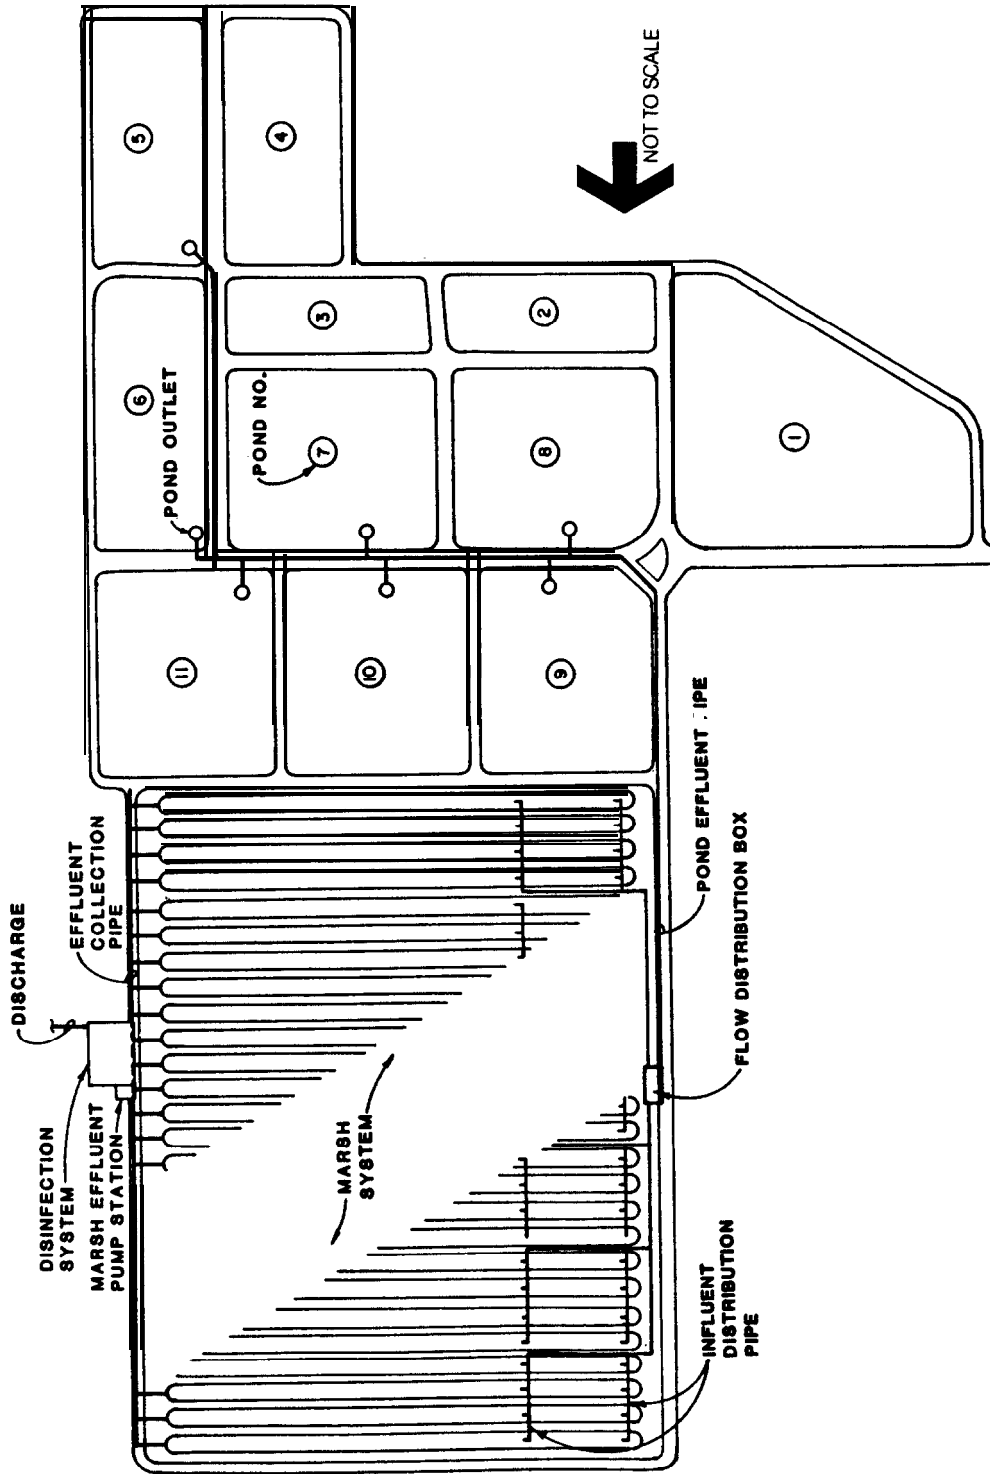 DISCHARGE
EFFLUENT
COLLECTION
PIPE
DISINFECTION
SYSTEM
MARSH EFFLUENT
PUMP STATION
5
4
6
POND OUTLET
3
2
POND NO.
7
8
1
11
10
9
NOT TO SCALE
MARSH
SYSTEM
POND EFFLUENT IPE
FLOW DISTRIBUTION BOX
INFLUENT
DISTRIBUTION
PIPE